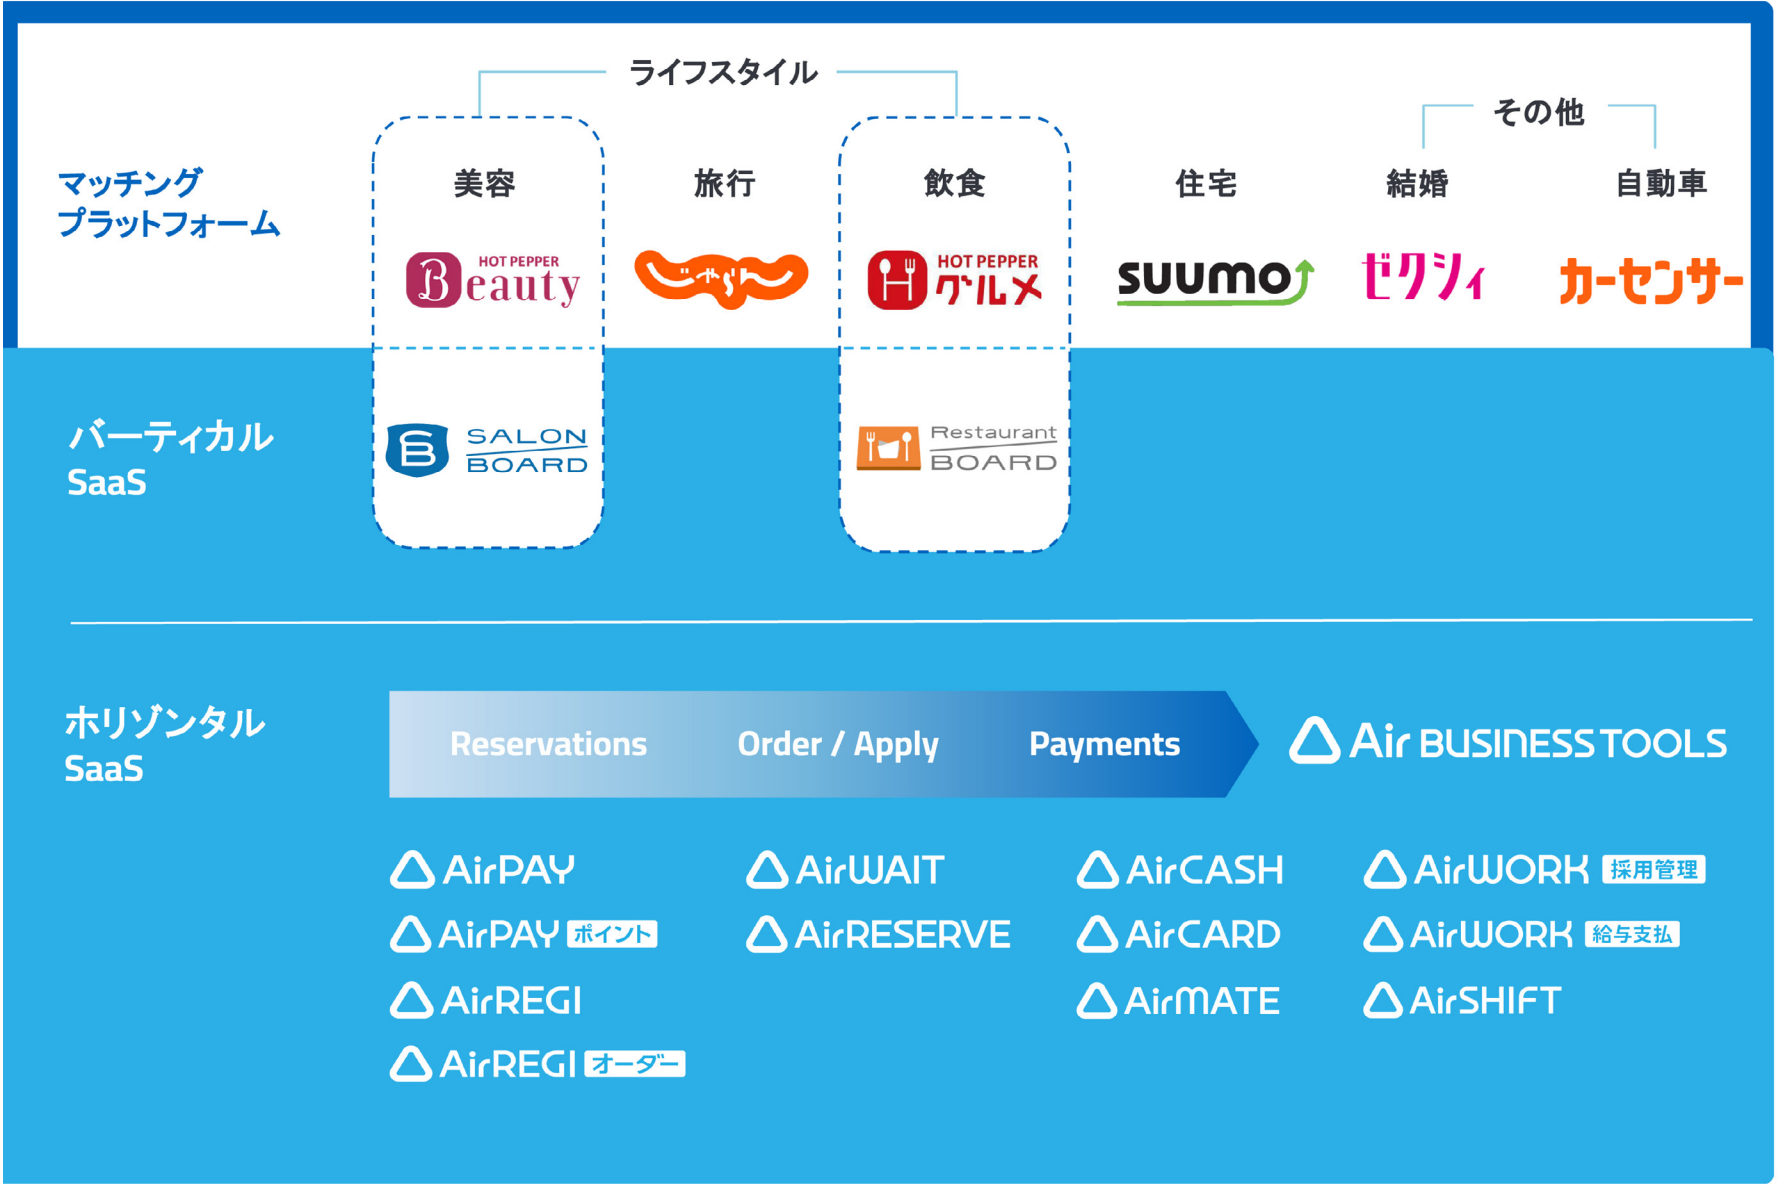 ライフスタイル
その他
マッチング
プラットフォーム
美容
旅行
飲食
住宅
結婚
自動車
HOT PEPPER
Beauty
じゃらん
HOT PEPPER
グルメ
suumo
ゼクシィ
カーセンサー
バーティカル
SaaS
SALON
BOARD
Restaurant
BOARD
ホリゾンタル
SaaS
Reservations
Order / Apply
Payments
Air BUSINESS TOOLS
AirPAY
AirWAIT
AirCASH
AirWORK 採用管理
AirPAY ポイント
AirRESERVE
AirCARD
AirWORK 給与支払
AirREGI
AirMATE
AirSHIFT
AirREGI オーダー